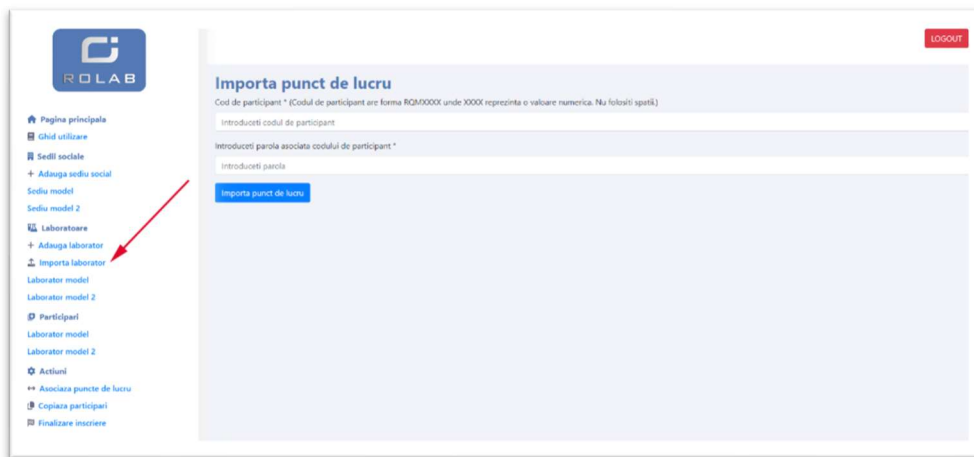 ROLAB
LOGOUT
Pagina principala
Ghid utilizare
Sedii sociale
+ Adauga sediu social
Sediu model
Sediu model 2
Laboratoare
+ Adauga laborator
Importa laborator
Laborator model
Laborator model 2
Participari
Laborator model
Laborator model 2
Actiuni
Asociaza puncte de lucru
Copiaza participari
Finalizare inscriere
Importa punct de lucru
Cod de participant * (Codul de participant are forma RQMXXXX unde XXXX reprezinta o valoare numerica. Nu folositi spatii.)
Introduceti codul de participant
Introduceti parola asociata codului de participant *
Introduceti parola
Importa punct de lucru